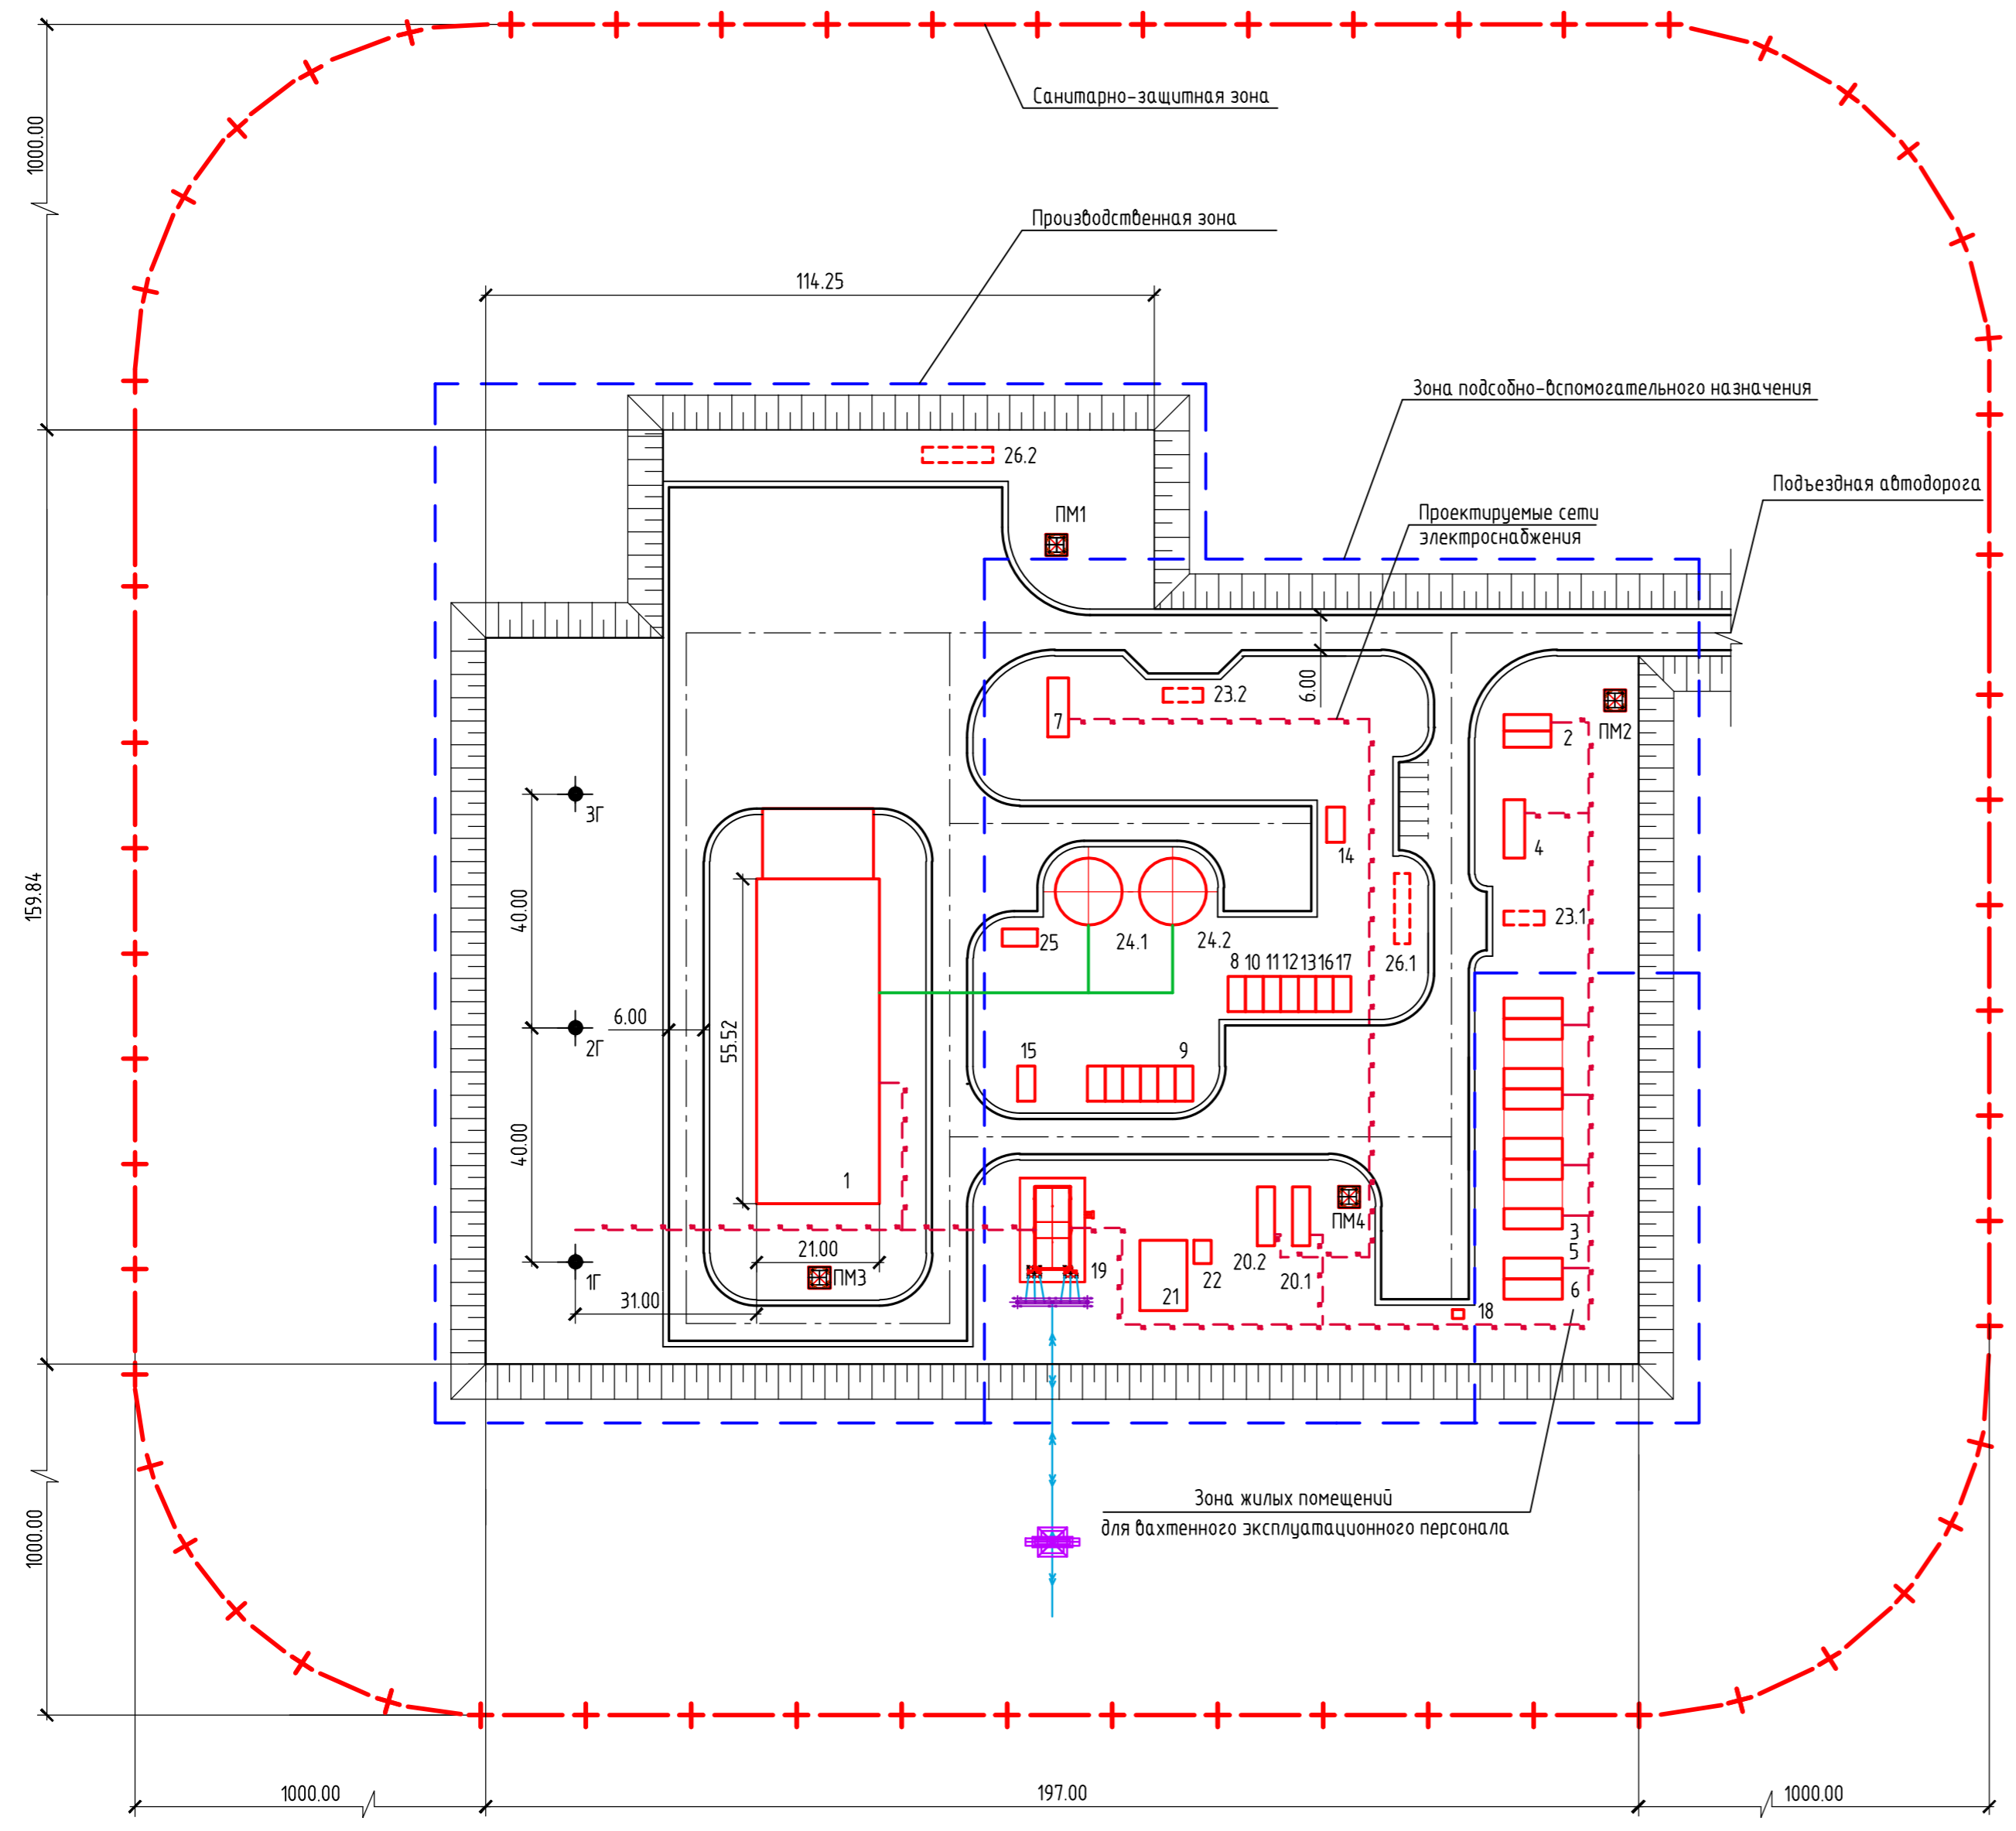 Санитарно-защитная зона
1000.00
Производственная зона
114.25
Зона подсобно-вспомогательного назначения
26.2
Подъездная автодорога
ПМ1
Проектируемые сети
электроснабжения
6.00
23.2
7
2
ПМ2
3Г
14
4
159.84
40.00
25
24.1
24.2
23.1
8 10 11 12 13 16 17
26.1
6.00
55.52
2Г
15
9
40.00
1
ПМ4
3
5
21.00
ПМ3
19
20.2
20.1
22
21
6
18
1Г
31.00
Зона жилых помещений
для вахтенного эксплуатационного персонала
1000.00
1000.00
197.00
1000.00